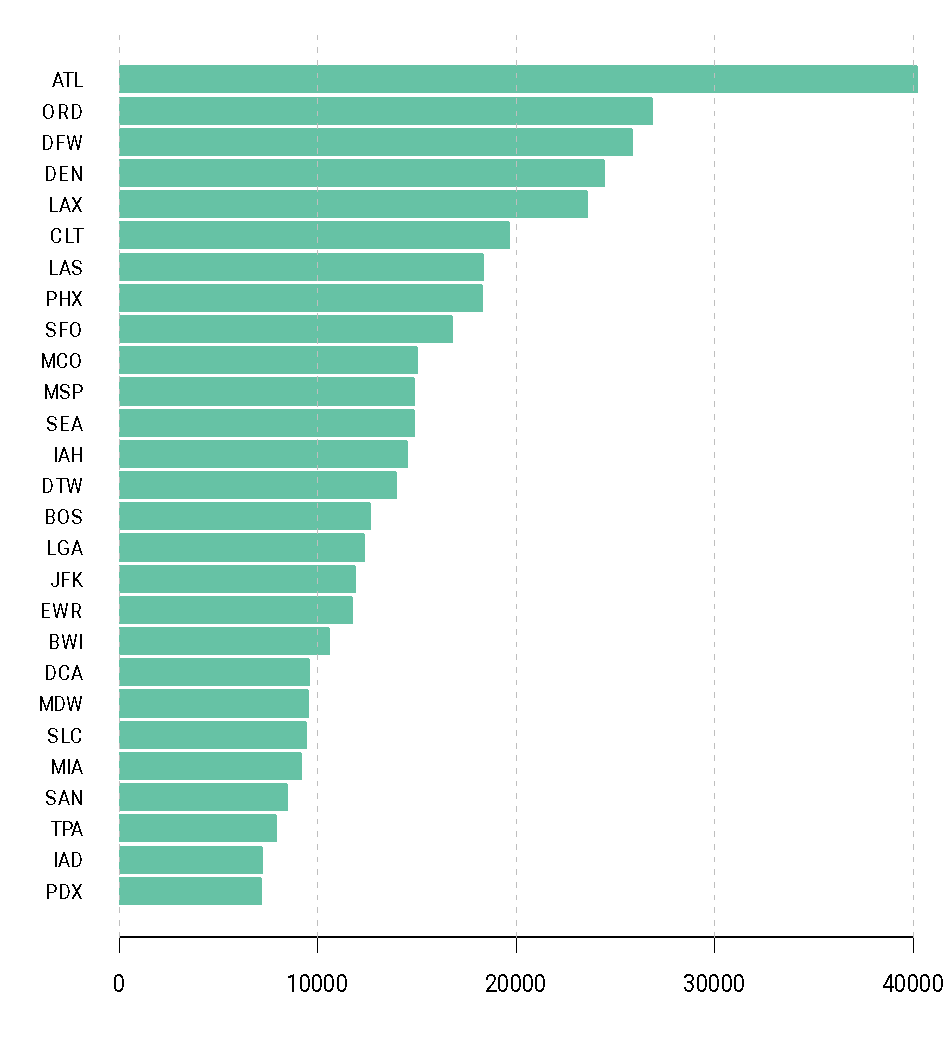 ATL
ORD
DFW
DEN
LAX
CLT
LAS
PHX
SFO
MCO
MSP
SEA
IAH
DTW
BOS
LGA
JFK
EWR
BWI
DCA
MDW
SLC
MIA
SAN
TPA
IAD
PDX
0 10000 20000 30000 40000